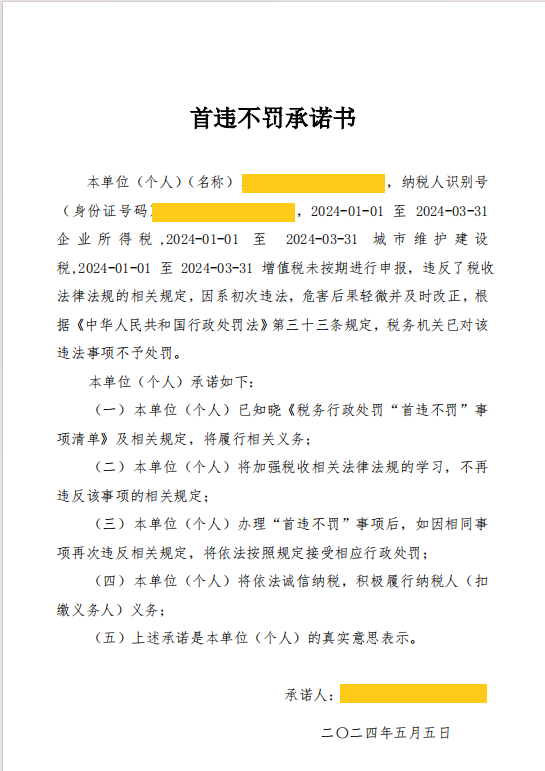 首违不罚承诺书
本单位（个人）（名称），纳税人识别号
（身份证号码），2024-01-01 至 2024-03-31
企业所得税,2024-01-01 至 2024-03-31 城市维护建设
税,2024-01-01 至 2024-03-31 增值税未按期进行申报，违反了税收
法律法规的相关规定，因系初次违法，危害后果轻微并及时改正，根
据《中华人民共和国行政处罚法》第三十三条规定，税务机关已对该
违法事项不予处罚。
本单位（个人）承诺如下：
（一）本单位（个人）已知晓《税务行政处罚“首违不罚”事
项清单》及相关规定，将履行相关义务；
（二）本单位（个人）将加强税收相关法律法规的学习，不再
违反该事项的相关规定；
（三）本单位（个人）办理“首违不罚”事项后，如因相同事
项再次违反相关规定，将依法按照规定接受相应行政处罚；
（四）本单位（个人）将依法诚信纳税，积极履行纳税人（扣
缴义务人）义务；
（五）上述承诺是本单位（个人）的真实意思表示。
承诺人：
二〇二四年五月五日